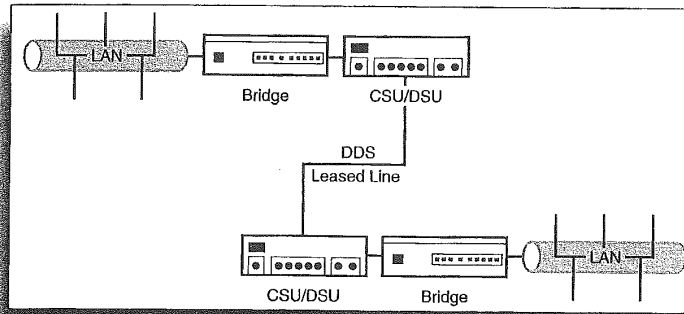 LAN
Bridge
CSU/DSU
DDS
Leased Line
CSU/DSU
Bridge
LAN